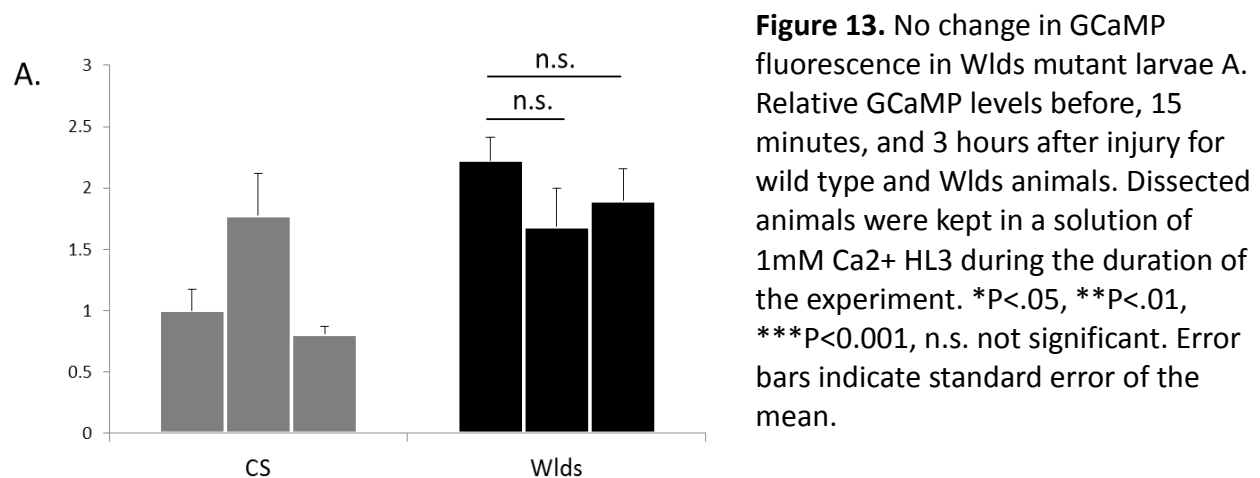 A.
3
2.5
2
1.5
1
0.5
0
n.s.
n.s.
CS
Wlds
Figure 13. No change in GCaMP
fluorescence in Wlds mutant larvae A.
Relative GCaMP levels before, 15
minutes, and 3 hours after injury for
wild type and Wlds animals. Dissected
animals were kept in a solution of
1mM Ca2+ HL3 during the duration of
the experiment. *P<.05, **P<.01,
***P<0.001, n.s. not significant. Error
bars indicate standard error of the
mean.